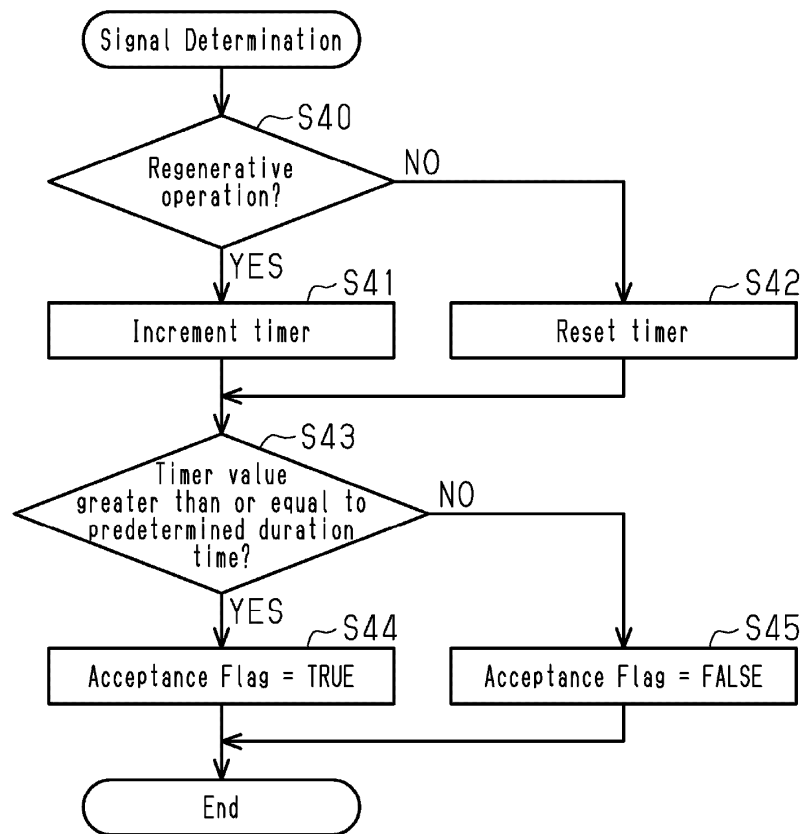 Signal Determination
S40
Regenerative
operation?
NO
YES
S41
Increment timer
S42
Reset timer
S43
Timer value
greater than or equal to
predetermined duration
time?
NO
YES
S44
Acceptance Flag = TRUE
S45
Acceptance Flag = FALSE
End